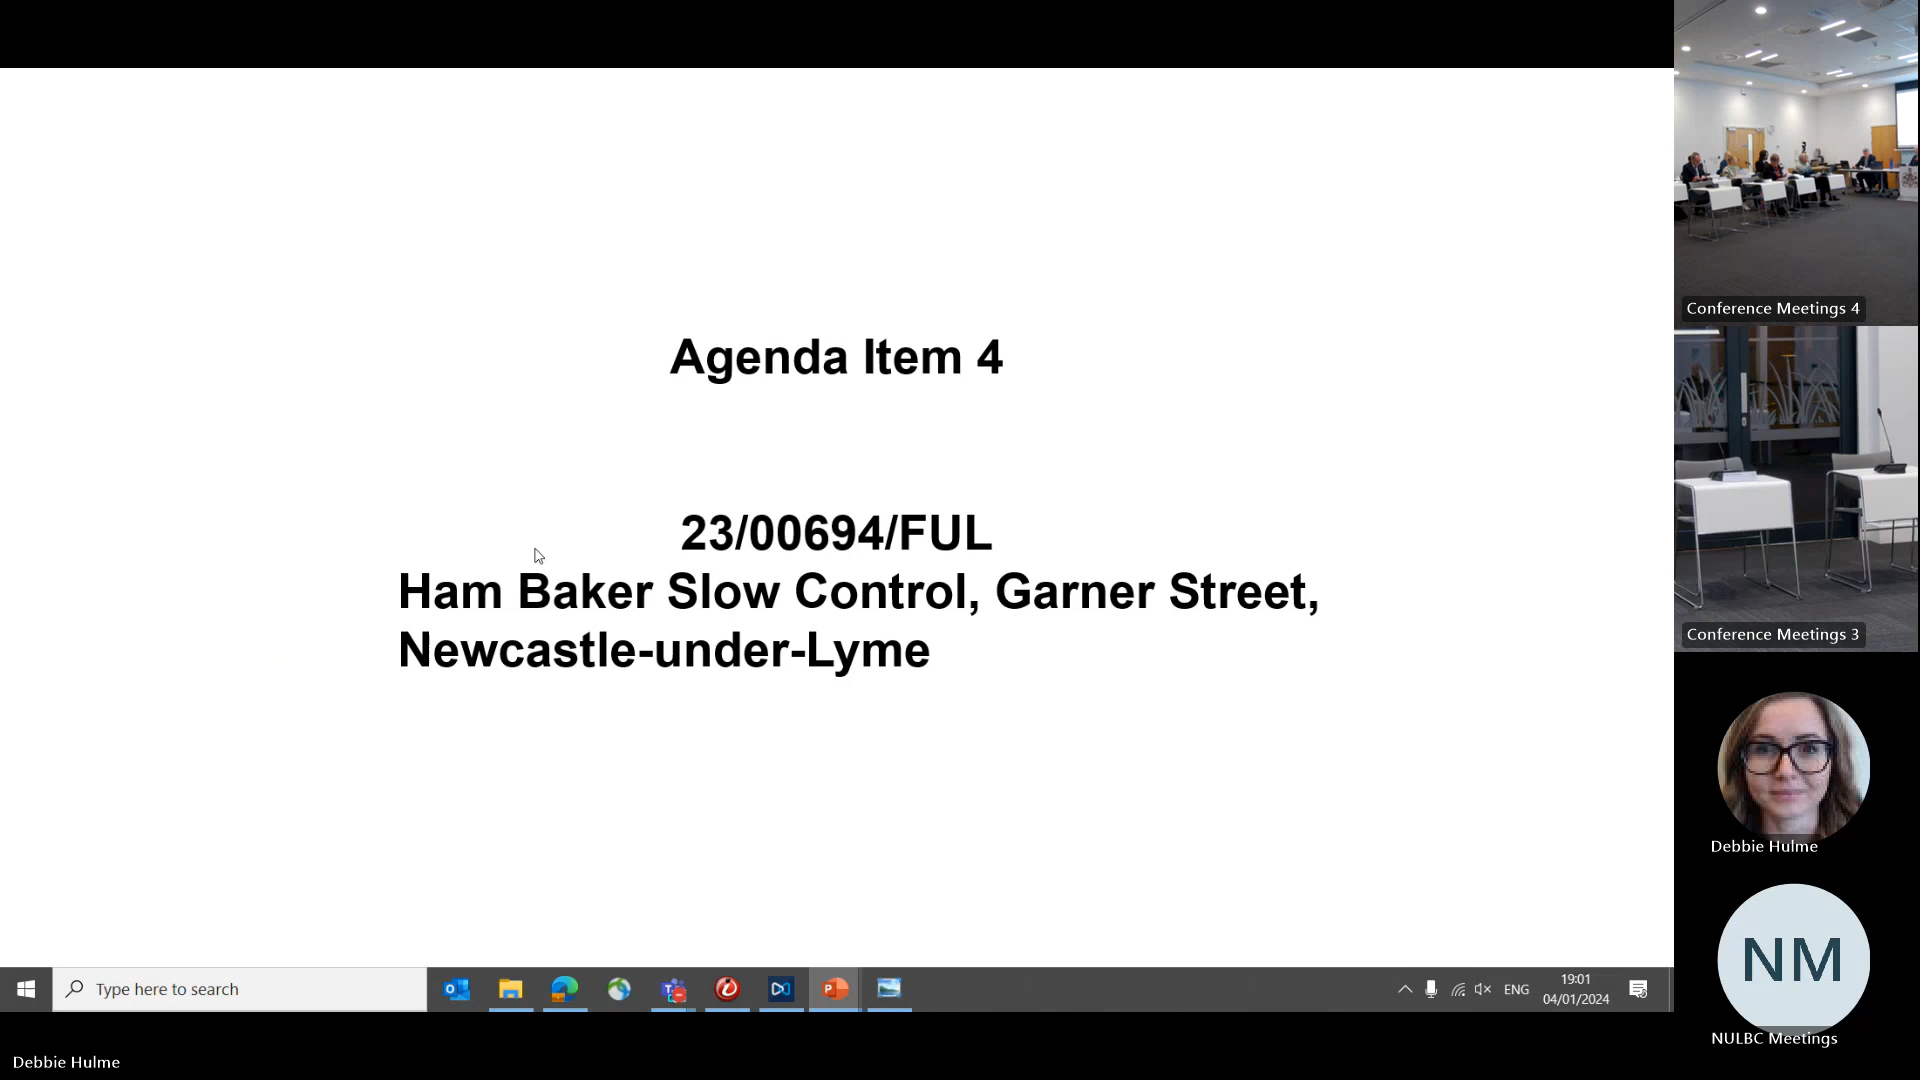 Agenda Item 4
23/00694/FUL
Ham Baker Slow Control, Garner Street,
Newcastle-under-Lyme
Conference Meetings 4
Conference Meetings 3
Debbie Hulme
NM
NULBC Meetings
Type here to search
ENG
19:01
04/01/2024
Debbie Hulme